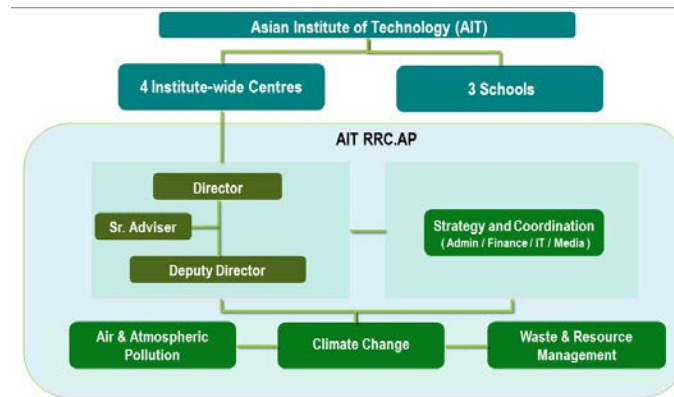 Asian Institute of Technology (AIT)
4 Institute-wide Centres
3 Schools
AIT RRC.AP
Director
Sr. Adviser
Deputy Director
Strategy and Coordination
( Admin / Finance / IT / Media )
Air & Atmospheric
Pollution
Climate Change
Waste & Resource
Management